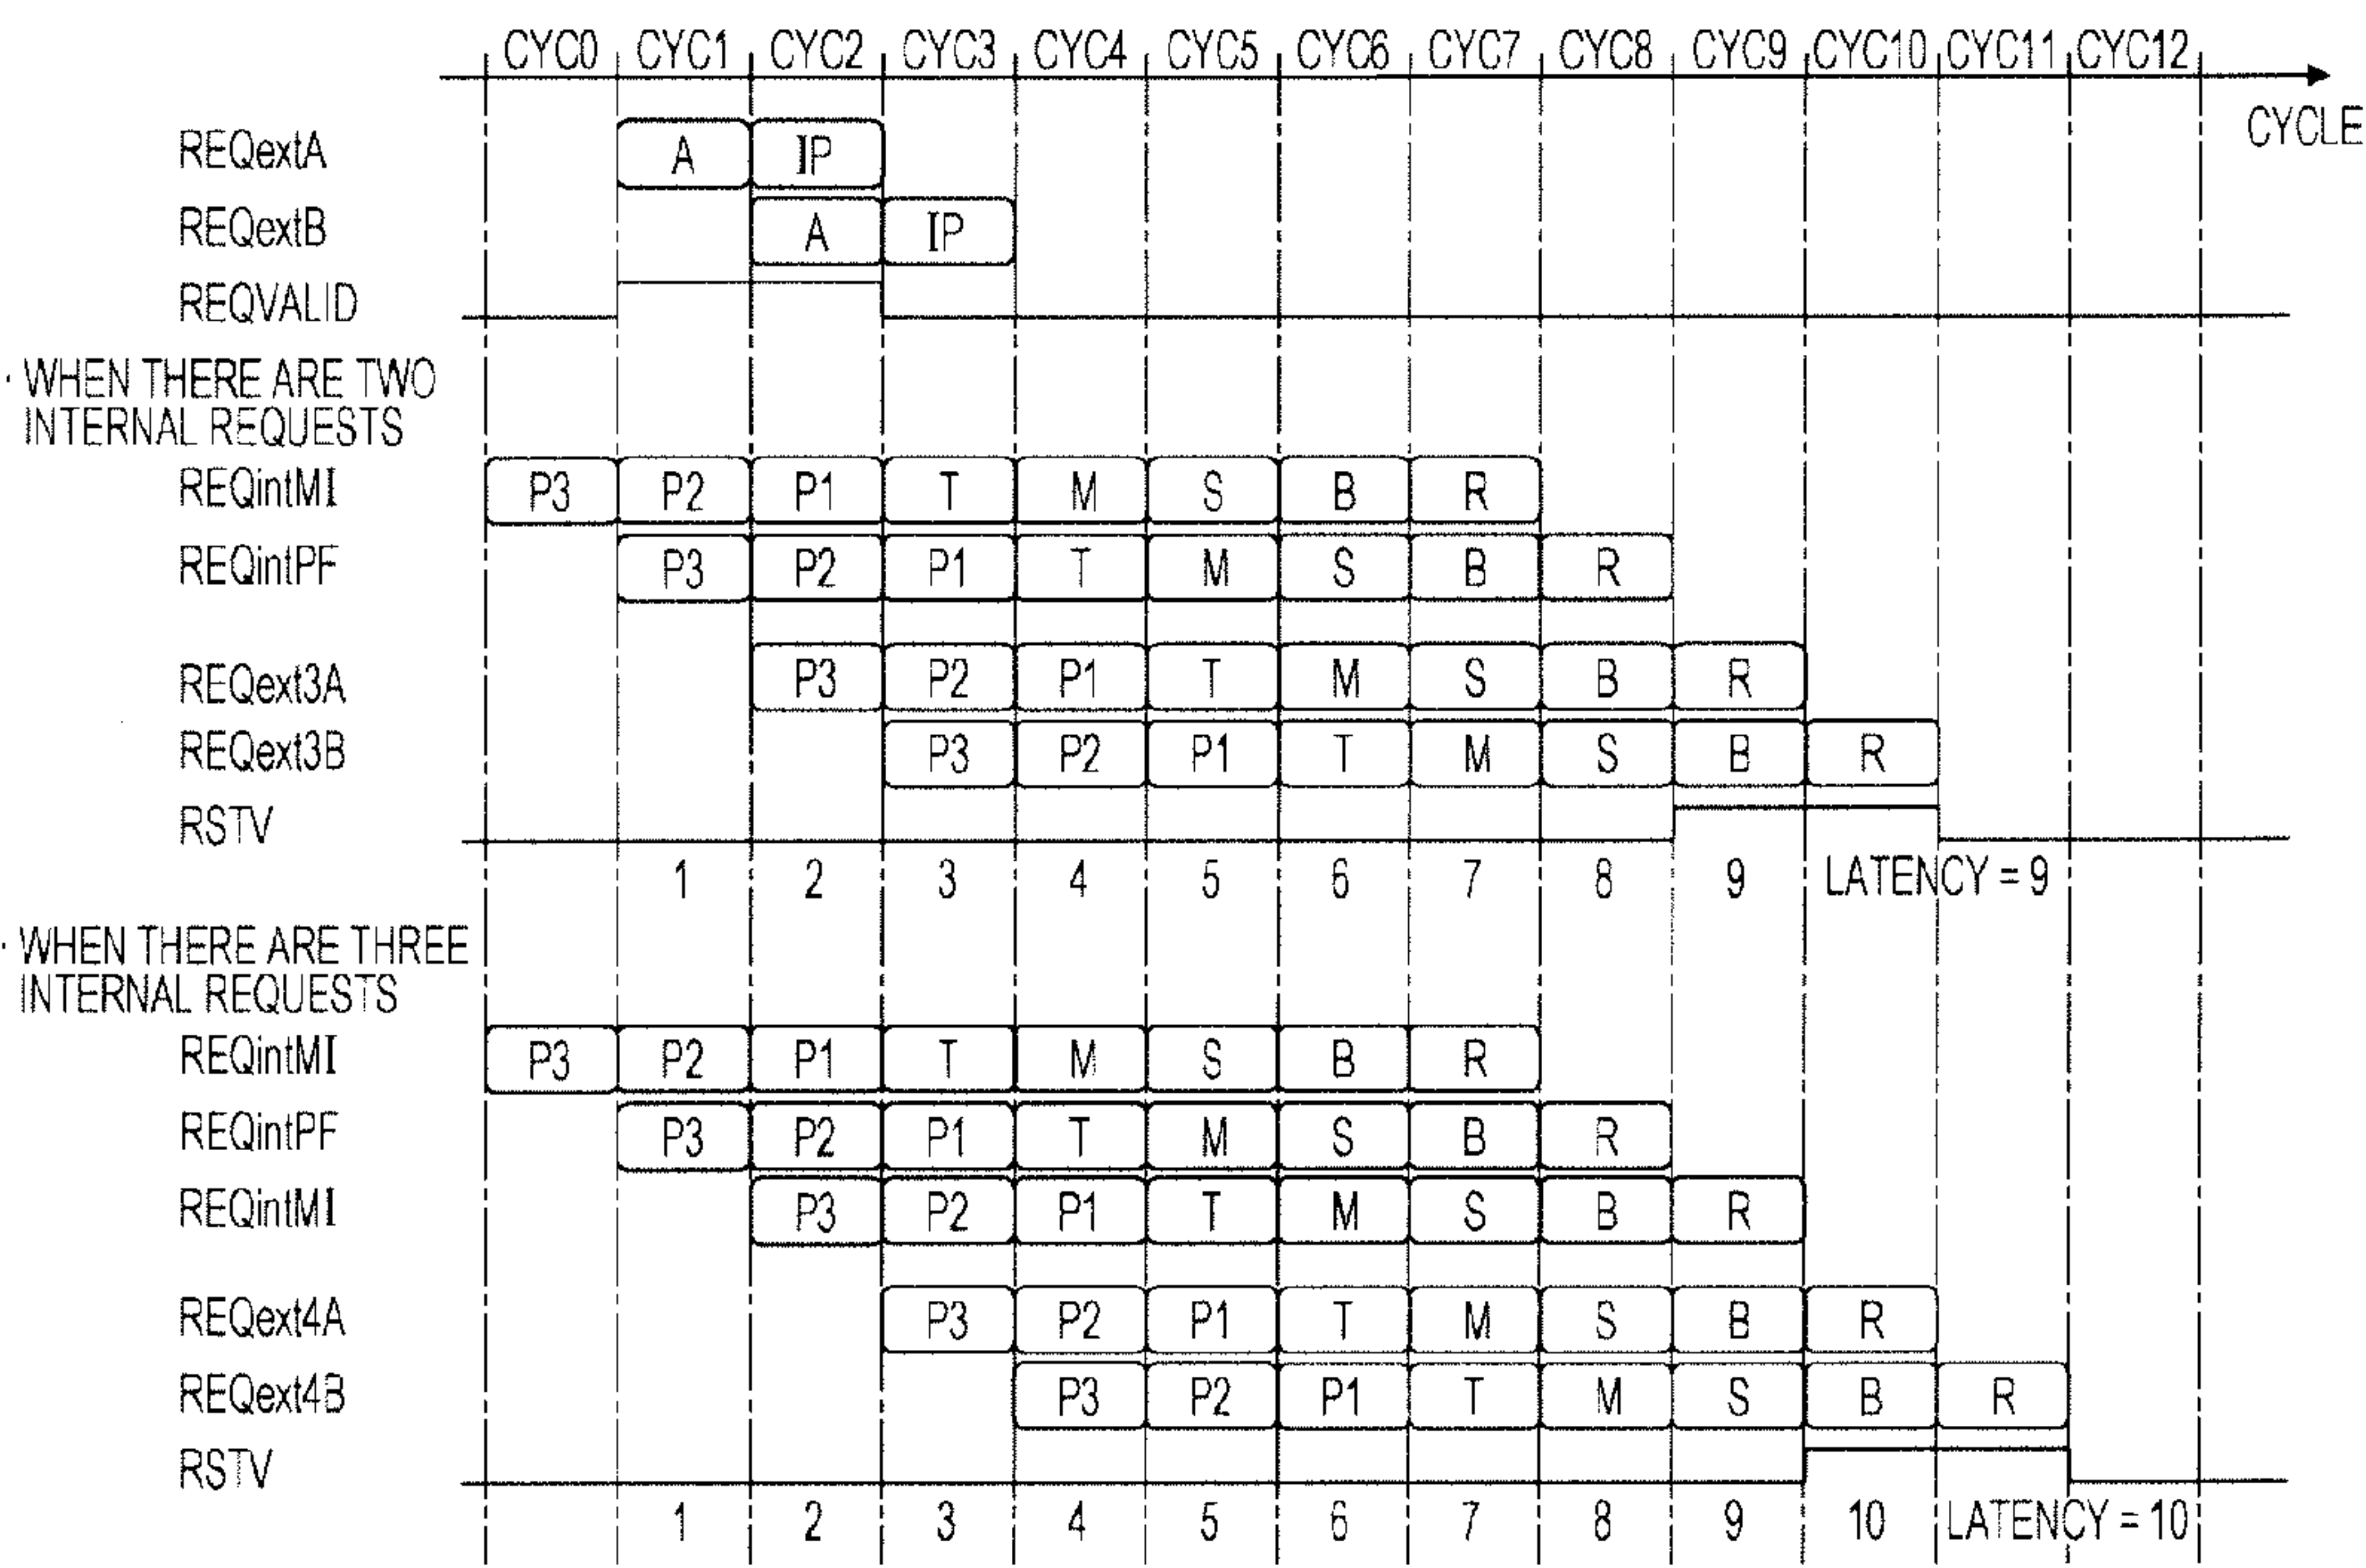 CYC0 CYC1 CYC2 CYC3 CYC4 CYC5 CYC6 CYC7 CYC8 CYC9 CYC10 CYC11 CYC12
CYCLE
REQextA A IP
REQextB A IP
REQVALID
· WHEN THERE ARE TWO
INTERNAL REQUESTS
REQintMI P3 P2 P1 T M S B R
REQintPF P3 P2 P1 T M S B R
REQext3A P3 P2 P1 T M S B R
REQext3B P3 P2 P1 T M S B R
RSTV
1 2 3 4 5 6 7 8 9 LATENCY = 9
· WHEN THERE ARE THREE
INTERNAL REQUESTS
REQintMI P3 P2 P1 T M S B R
REQintPF P3 P2 P1 T M S B R
REQintMI P3 P2 P1 T M S B R
REQext4A P3 P2 P1 T M S B R
REQext4B P3 P2 P1 T M S B R
RSTV
1 2 3 4 5 6 7 8 9 10 LATENCY = 10